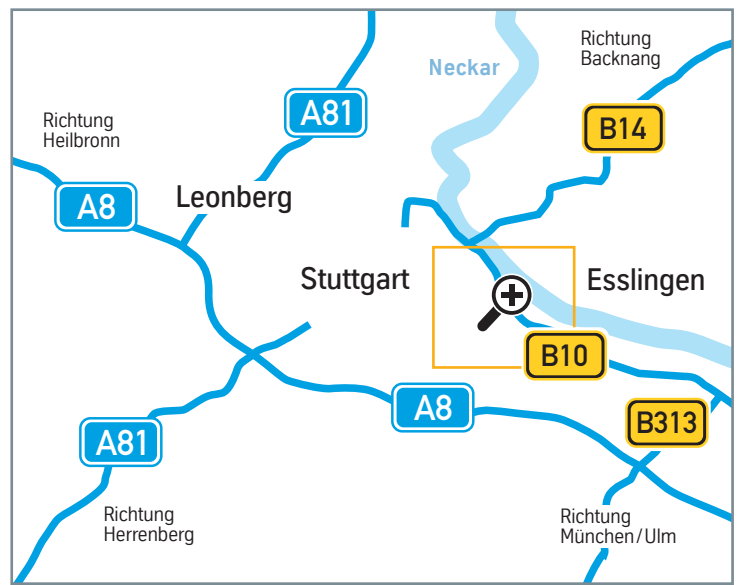 Richtung
Backnang
Neckar
A81
B14
Richtung
Heilbronn
A8
Leonberg
Stuttgart
Esslingen
B10
A8
B313
A81
Richtung
Herrenberg
Richtung
München/Ulm